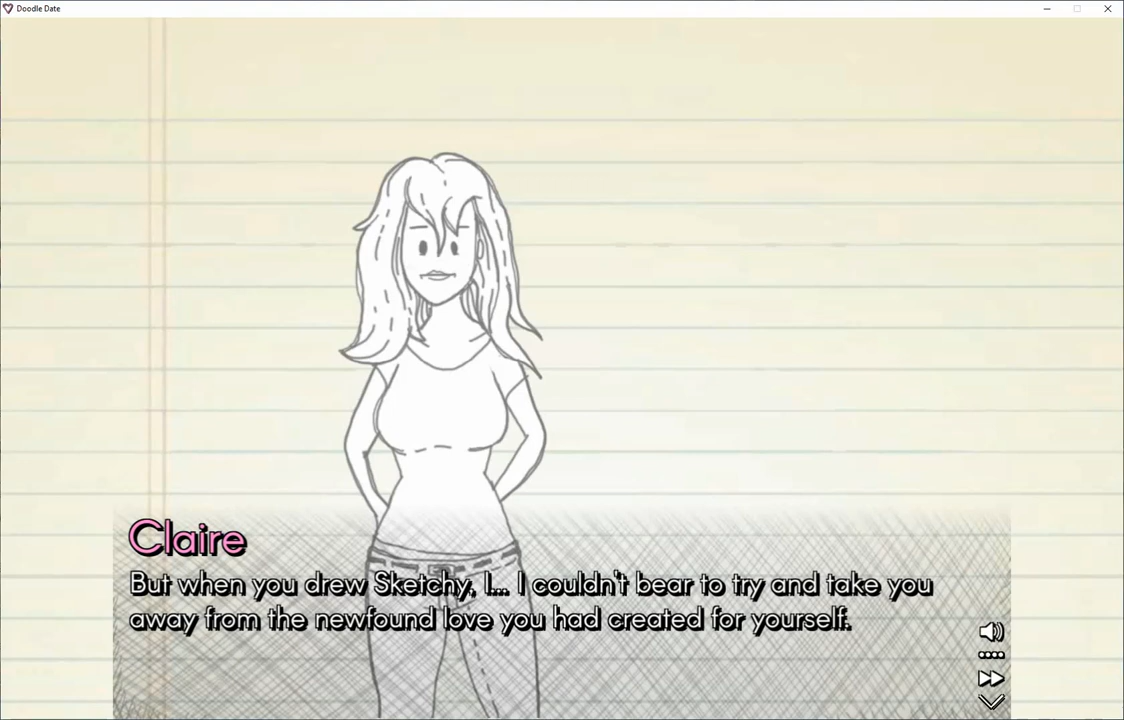 Doodle Date
Claire
But when you drew Sketchy, I... I couldn't bear to try and take you
away from the newfound love you had created for yourself.